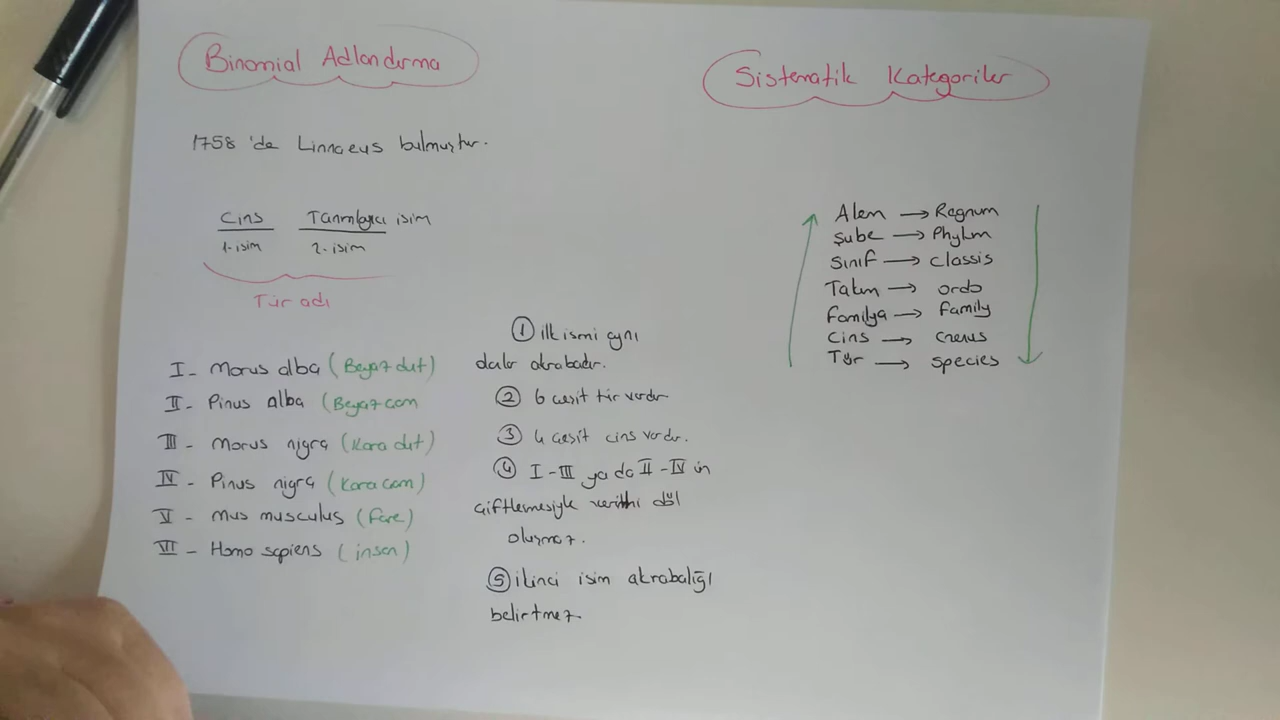 Binomial Adlandırma
1758 'de Linnaeus bulmuştur.
Cins Tanımlayıcı isim
1. isim 2. isim
Tür adı
I- Morus alba (Beyaz dut)
II- Pinus alba (Beyaz çam
III- Morus nigra (Kara dut)
IV- Pinus nigra (Kara çam)
V- Mus musculus (Fare)
VI- Homo sapiens (insan)
① ilk ismi aynı
daha akrabadır.
② 6 çeşit tür vardır
③ 4 çeşit cins vardır.
④ I-III ya da II-IV ün
çiftleşmesiyle verimli döl
oluşmaz.
⑤ ikinci isim akrabalığı
belirtmez.
Sistematik Kategoriler
Alem → Regnum
Şube → Phylum
Sınıf → classis
Takım → ordo
Familya → family
Cins → Genus
Tür → species